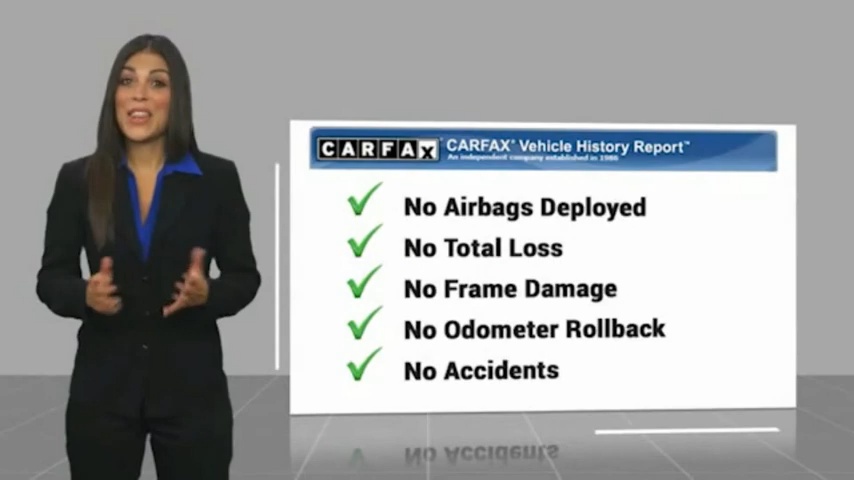 CARFAX CARFAX® Vehicle History Report™
An independent company established in 1986
No Airbags Deployed
No Total Loss
No Frame Damage
No Odometer Rollback
No Accidents
No Accidents